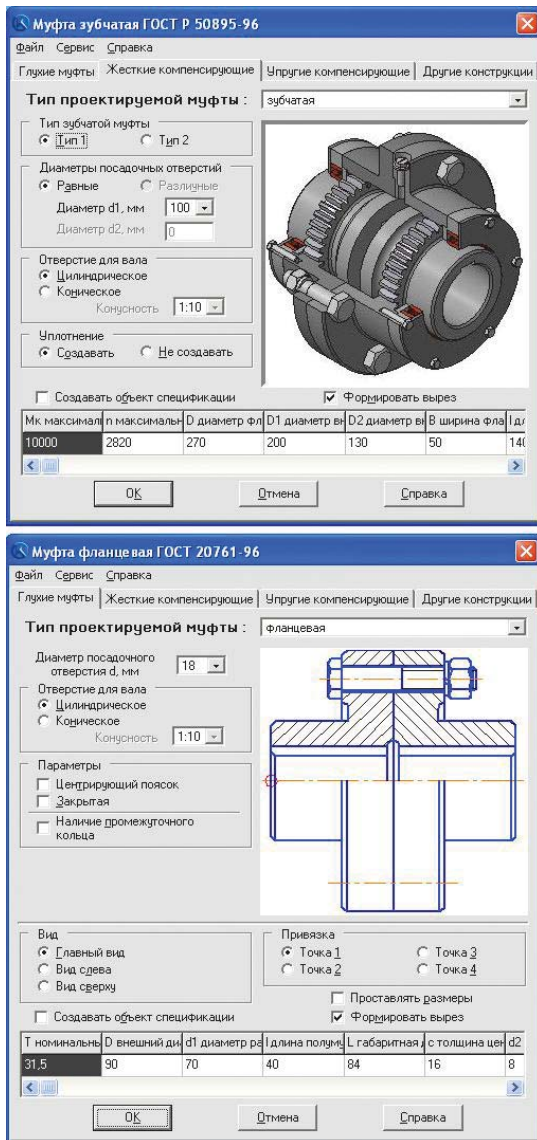 Муфта зубчатая ГОСТ Р 50895-96
Файл Сервис Справка
Глухие муфты Жесткие компенсирующие Упругие компенсирующие Другие конструкции
Тип проектируемой муфты : зубчатая
Тип зубчатой муфты
Тип 1 Тип 2
Диаметры посадочных отверстий
Равные Различные
Диаметр d1, мм 100
Диаметр d2, мм 0
Отверстие для вала
Цилиндрическое
Коническое
Конусность 1:10
Уплотнение
Создавать Не создавать
Создавать объект спецификации Формировать вырез
Мк максимал n максимальн D диаметр фл D1 диаметр вн D2 диаметр вн B ширина фла l дл
10000 2820 270 200 130 50 140
OK Отмена Справка
Муфта фланцевая ГОСТ 20761-96
Файл Сервис Справка
Глухие муфты Жесткие компенсирующие Упругие компенсирующие Другие конструкции
Тип проектируемой муфты : фланцевая
Диаметр посадочного
отверстия d, мм 18
Отверстие для вала
Цилиндрическое
Коническое
Конусность 1:10
Параметры
Центрирующий поясок
Закрытая
Наличие промежуточного
кольца
Вид
Главный вид
Вид слева
Вид сверху
Привязка
Точка 1 Точка 3
Точка 2 Точка 4
Проставлять размеры
Создавать объект спецификации Формировать вырез
T номинальны D внешний ди d1 диаметр ра l длина полуму L габаритная с толщина цен d2
31,5 90 70 40 84 16 8
OK Отмена Справка